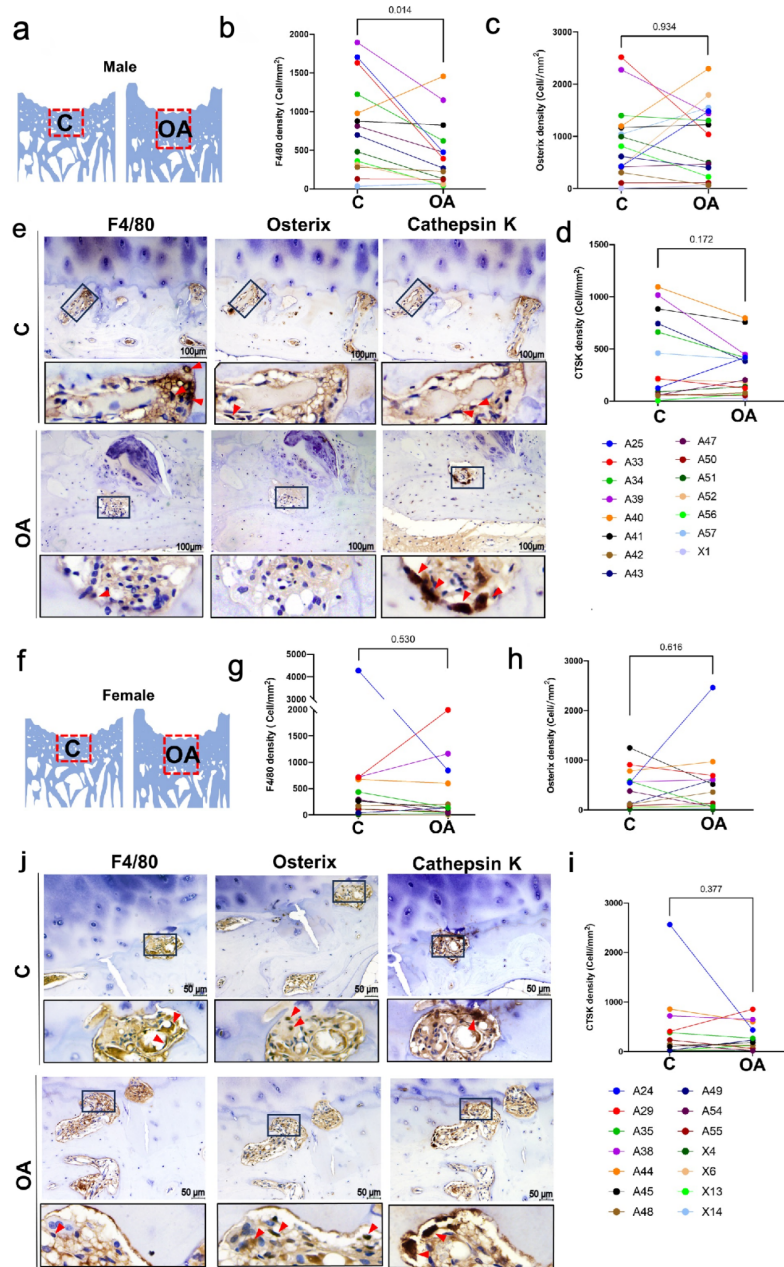 a
Male
C
OA
b
0.014
F4/80 density ( Cell/mm²)
2000
1500
1000
500
0
C
OA
c
0.934
Osterix density (Cell//mm²)
3000
2000
1000
0
C
OA
e
F4/80
Osterix
Cathepsin K
C
100µm
100µm
100µm
OA
100µm
100µm
100µm
d
0.172
CTSK density (Cell//mm²)
1500
1000
500
0
C
OA
A25
A33
A34
A39
A40
A41
A42
A43
A47
A50
A51
A52
A56
A57
X1
f
Female
C
OA
g
0.530
F4/80 density ( Cell/mm²)
5000
4000
3000
2000
2000
1500
1000
500
0
C
OA
h
0.616
Osterix density (Cell//mm²)
3000
2000
1000
0
C
OA
j
F4/80
Osterix
Cathepsin K
C
50 µm
50 µm
50 µm
OA
50 µm
50 µm
50 µm
i
0.377
CTSK density (Cell//mm²)
3000
2000
1000
0
C
OA
A24
A29
A35
A38
A44
A45
A48
A49
A54
A55
X4
X6
X13
X14